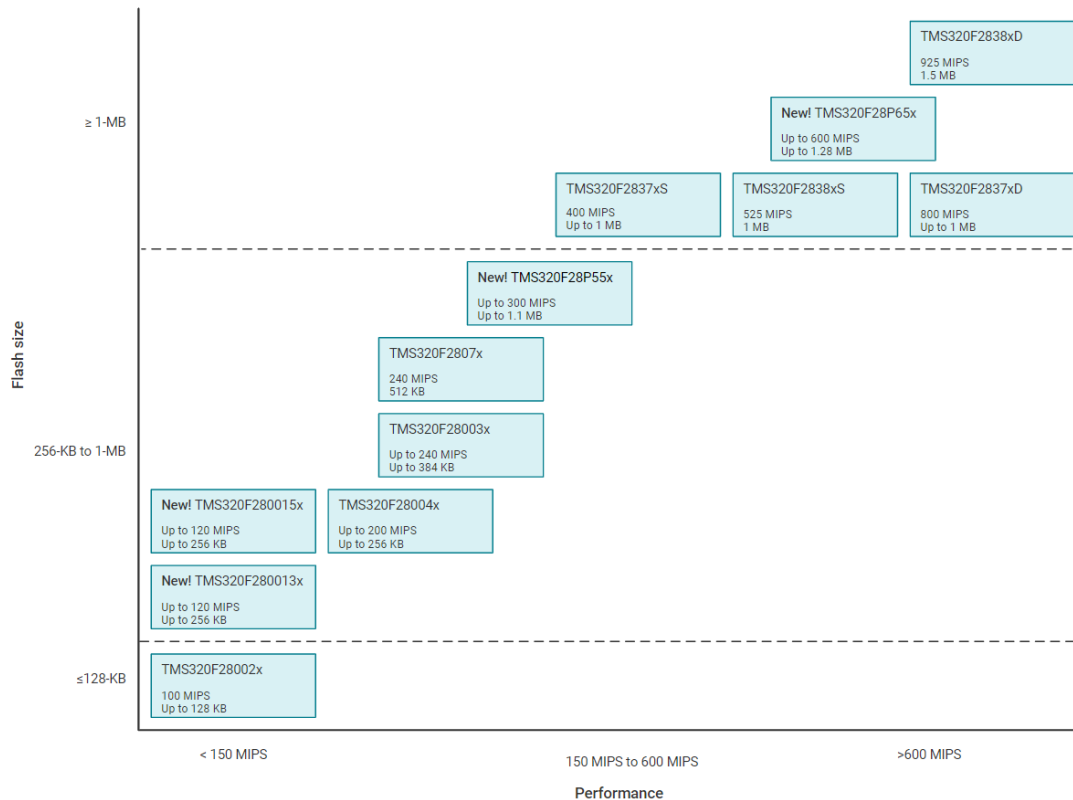 TMS320F2838xD
925 MIPS
1.5 MB
≥ 1-MB
New! TMS320F28P65x
Up to 600 MIPS
Up to 1.28 MB
TMS320F2837xS
400 MIPS
Up to 1 MB
TMS320F2838xS
525 MIPS
1 MB
TMS320F2837xD
800 MIPS
Up to 1 MB
New! TMS320F28P55x
Up to 300 MIPS
Up to 1.1 MB
Flash size
TMS320F2807x
240 MIPS
512 KB
256-KB to 1-MB
TMS320F28003x
Up to 240 MIPS
Up to 384 KB
New! TMS320F280015x
Up to 120 MIPS
Up to 256 KB
TMS320F28004x
Up to 200 MIPS
Up to 256 KB
New! TMS320F280013x
Up to 120 MIPS
Up to 256 KB
≤128-KB
TMS320F28002x
100 MIPS
Up to 128 KB
< 150 MIPS
150 MIPS to 600 MIPS
>600 MIPS
Performance